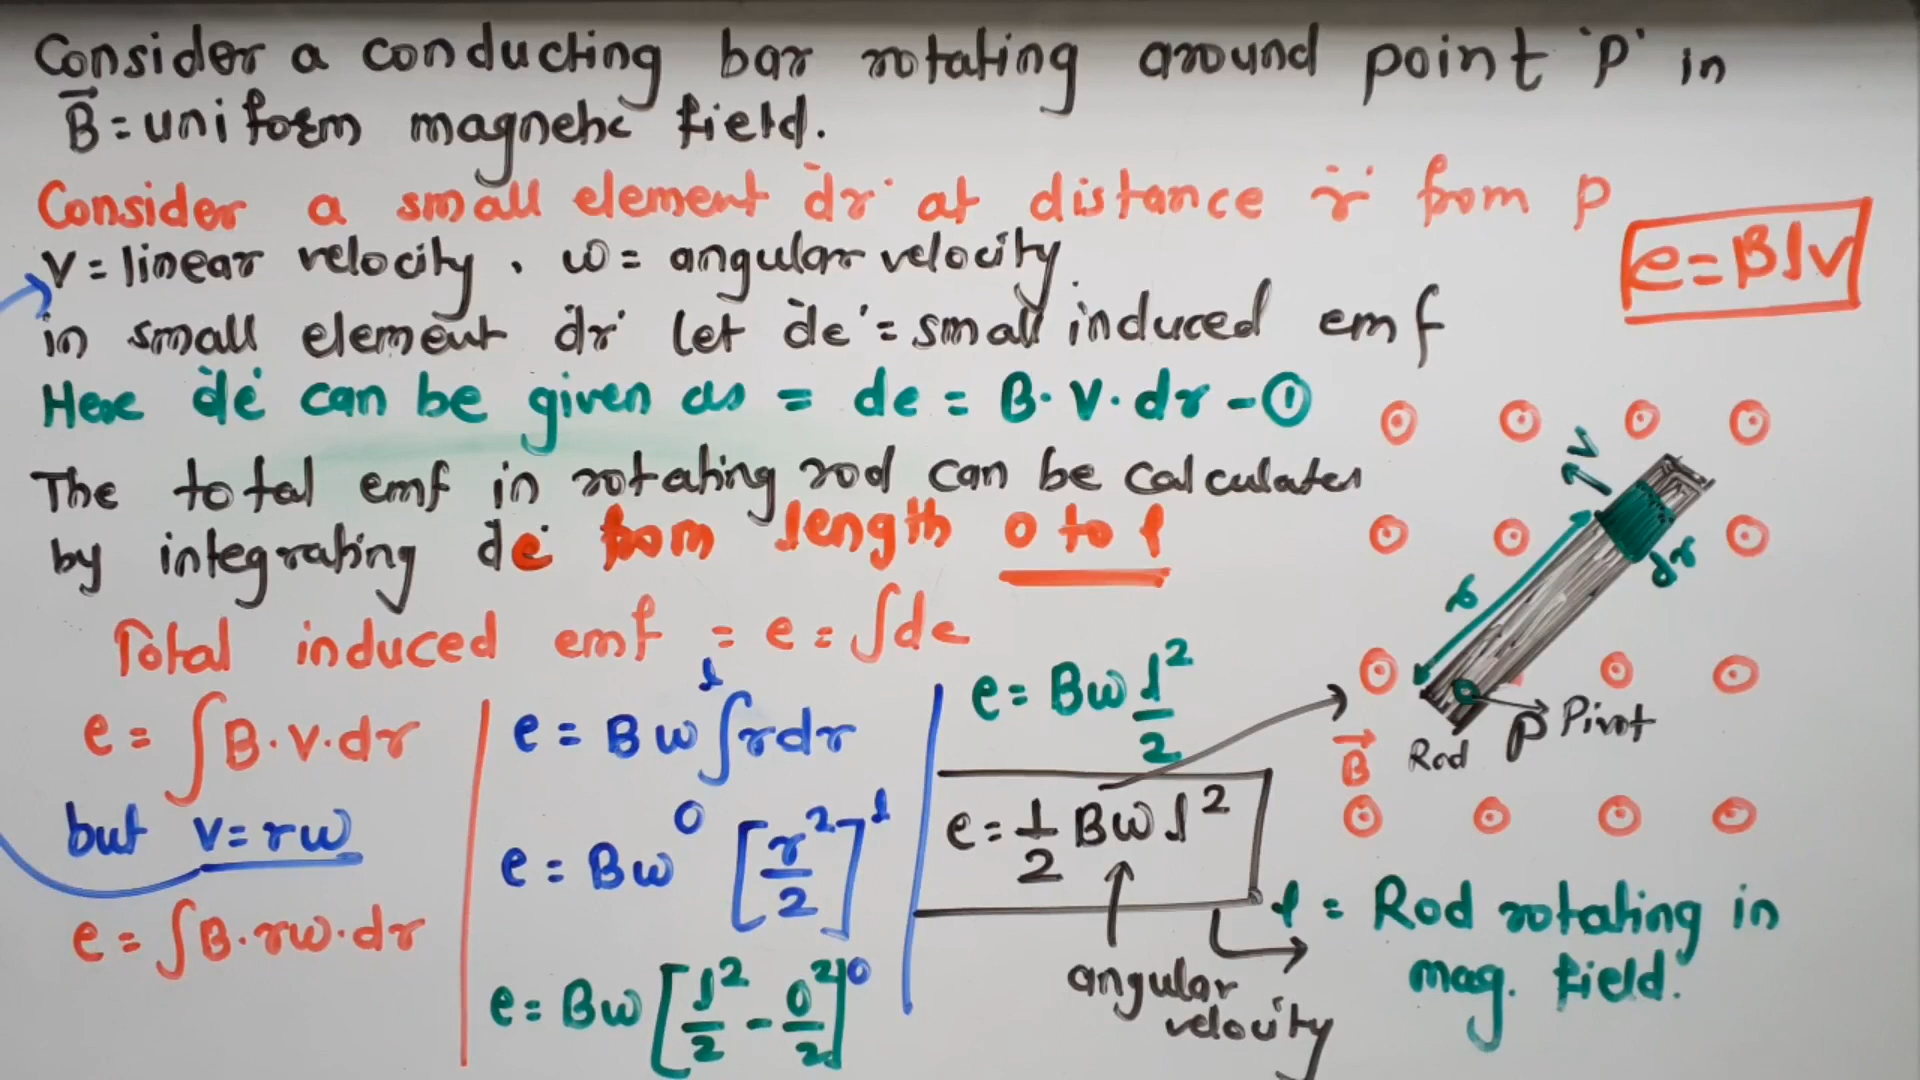 Consider a conducting bar rotating around point 'P' in
B⃗ = uniform magnetic field.
Consider a small element 'dr' at distance 'r' from P
V = linear velocity, ω = angular velocity
in small element 'dr' let 'de' = small induced emf
Here 'de' can be given as = de = B·V·dr - ①
The total emf in rotating rod can be calculates
by integrating de from length 0 to l
Total induced emf = e = ∫de
e = ∫B·V·dr
but V = rω
e = ∫B·rω·dr
e = Bω ∫₀ˡ r dr
e = Bω [r²/2]₀ˡ
e = Bω [l²/2 - 0²/2]
e = Bω l²/2
e = 1/2 Bω l²
angular
velocity
l = Rod rotating in
mag. field.
e = Blv
V
dr
r
P Pivot
Rod
B⃗